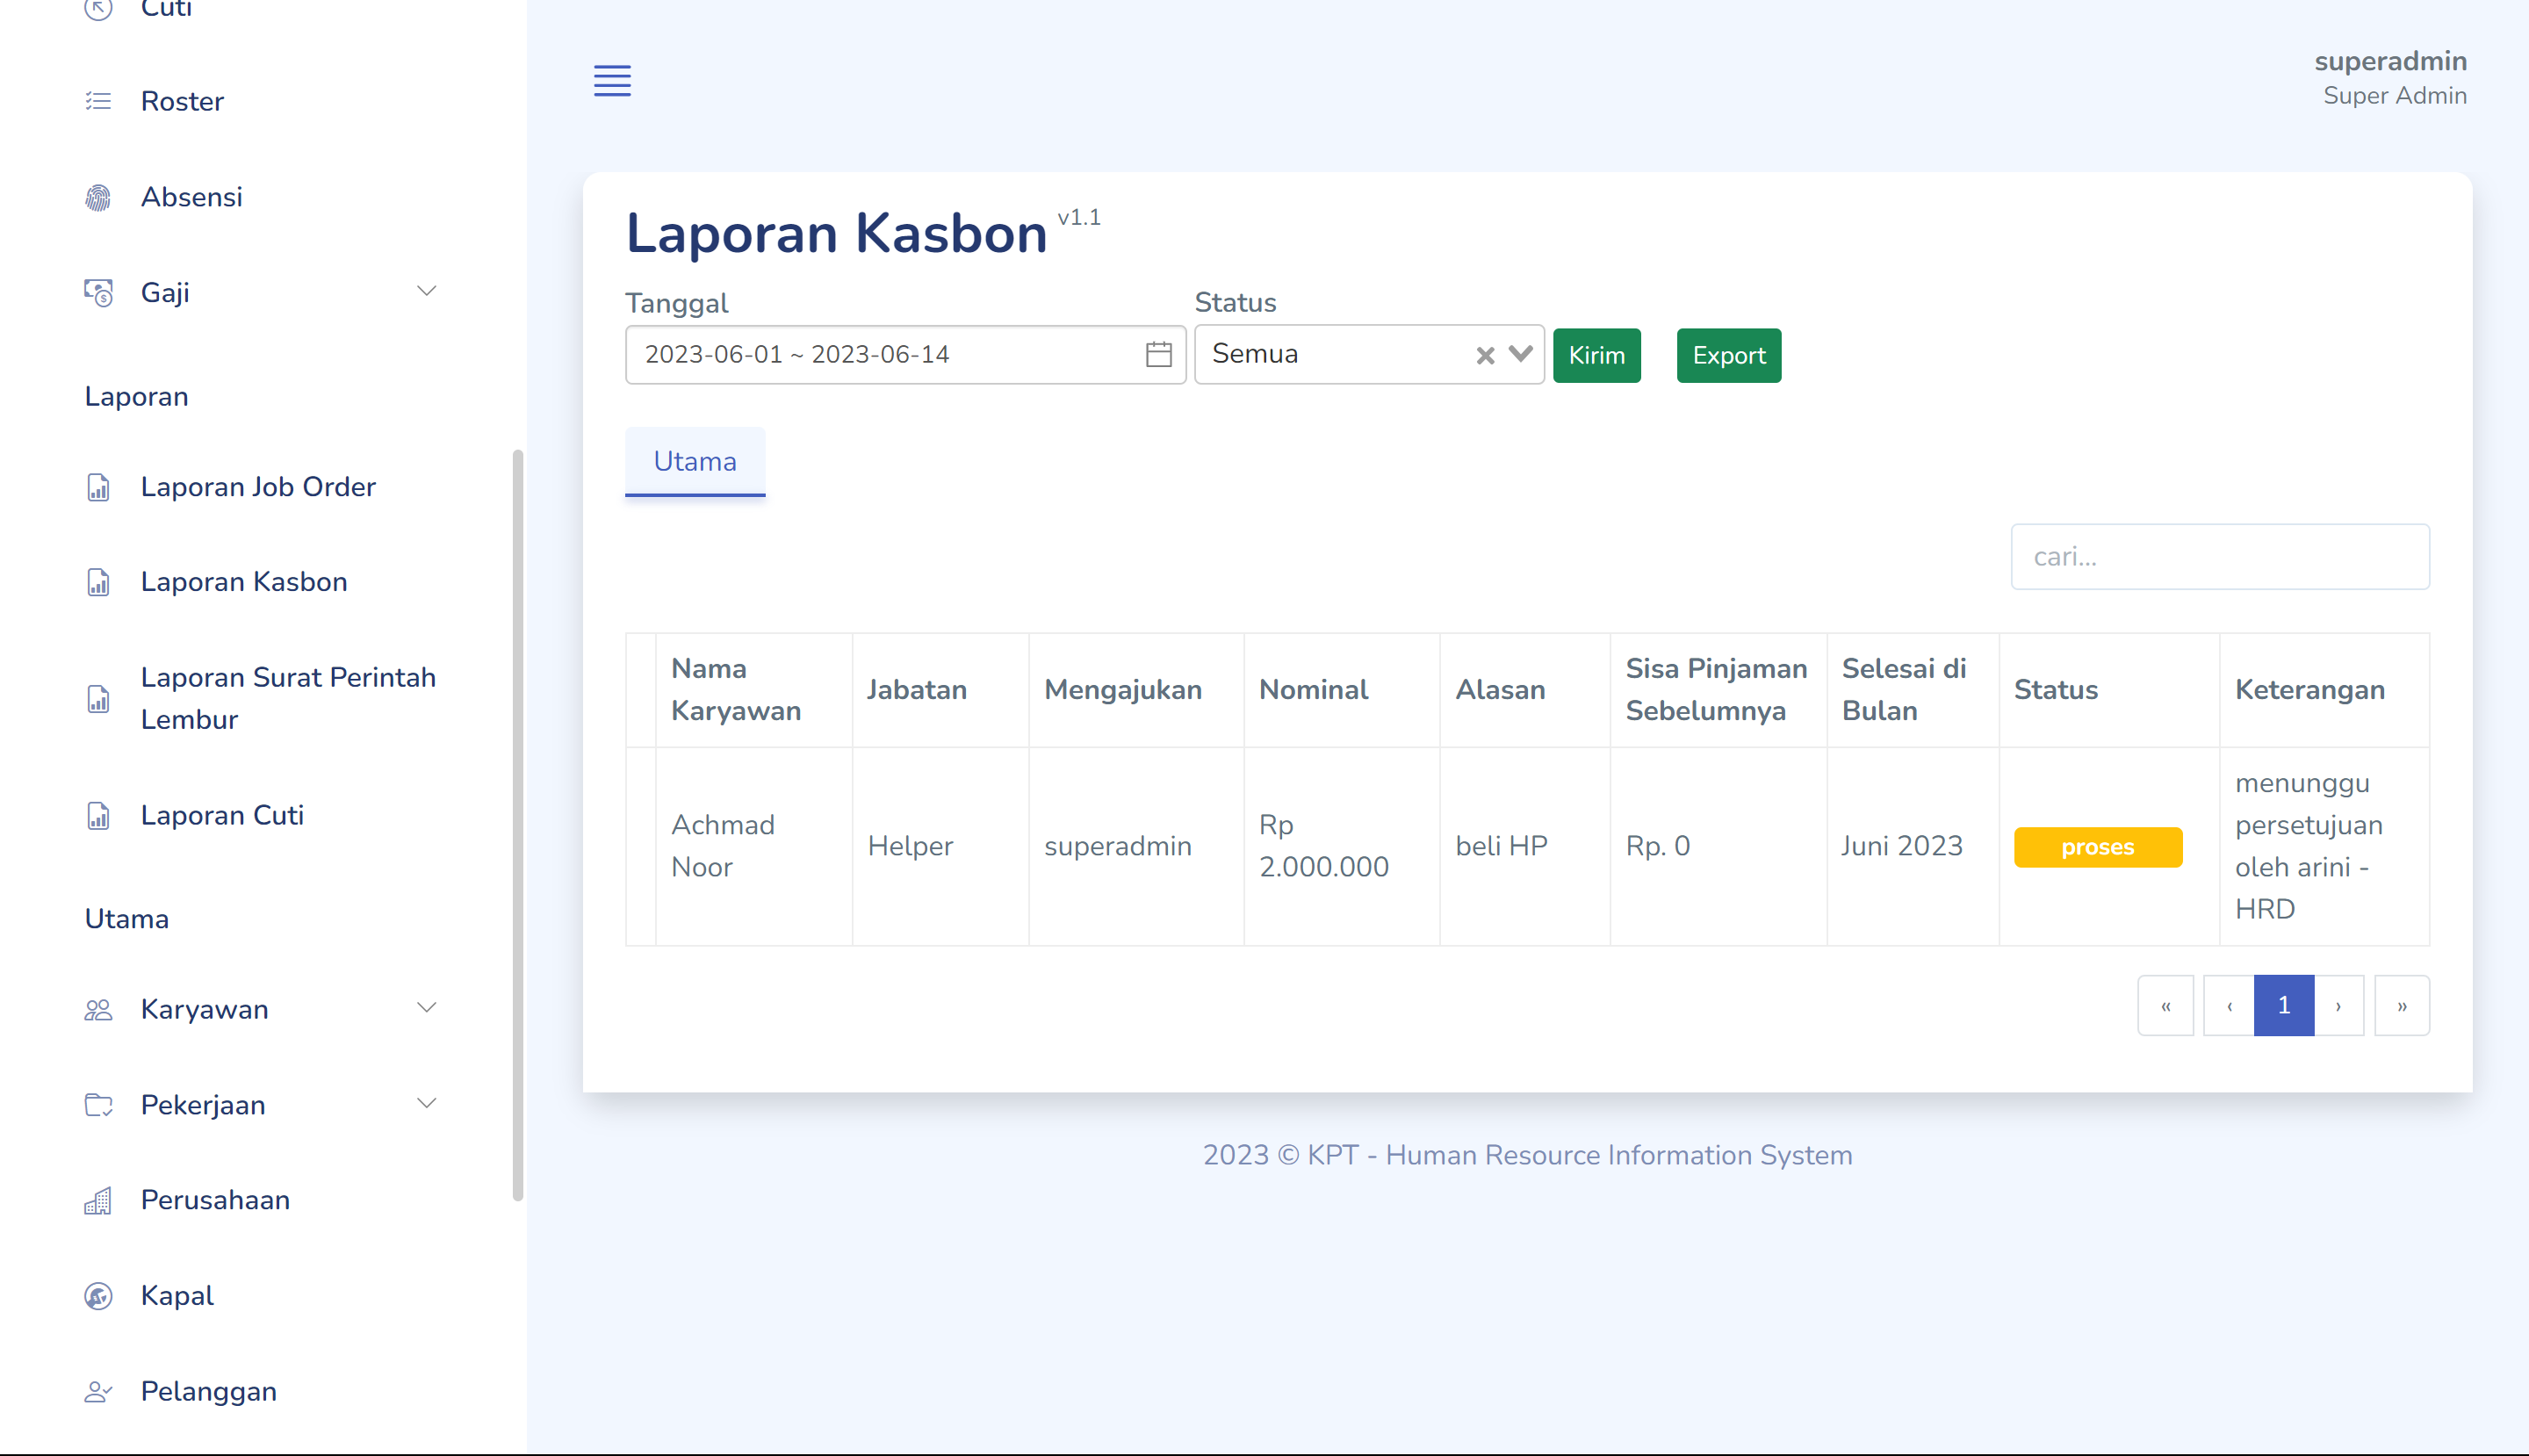 Cuti
Roster
Absensi
Gaji
Laporan
Laporan Job Order
Laporan Kasbon
Laporan Surat Perintah
Lembur
Laporan Cuti
Utama
Karyawan
Pekerjaan
Perusahaan
Kapal
Pelanggan
superadmin
Super Admin
Laporan Kasbon v1.1
Tanggal
Status
2023-06-01 ~ 2023-06-14
Semua
Kirim
Export
Utama
cari...
Nama
Karyawan
Jabatan
Mengajukan
Nominal
Alasan
Sisa Pinjaman
Sebelumnya
Selesai di
Bulan
Status
Keterangan
Achmad
Noor
Helper
superadmin
Rp
2.000.000
beli HP
Rp. 0
Juni 2023
proses
menunggu
persetujuan
oleh arini -
HRD
« ‹ 1 › »
2023 © KPT - Human Resource Information System